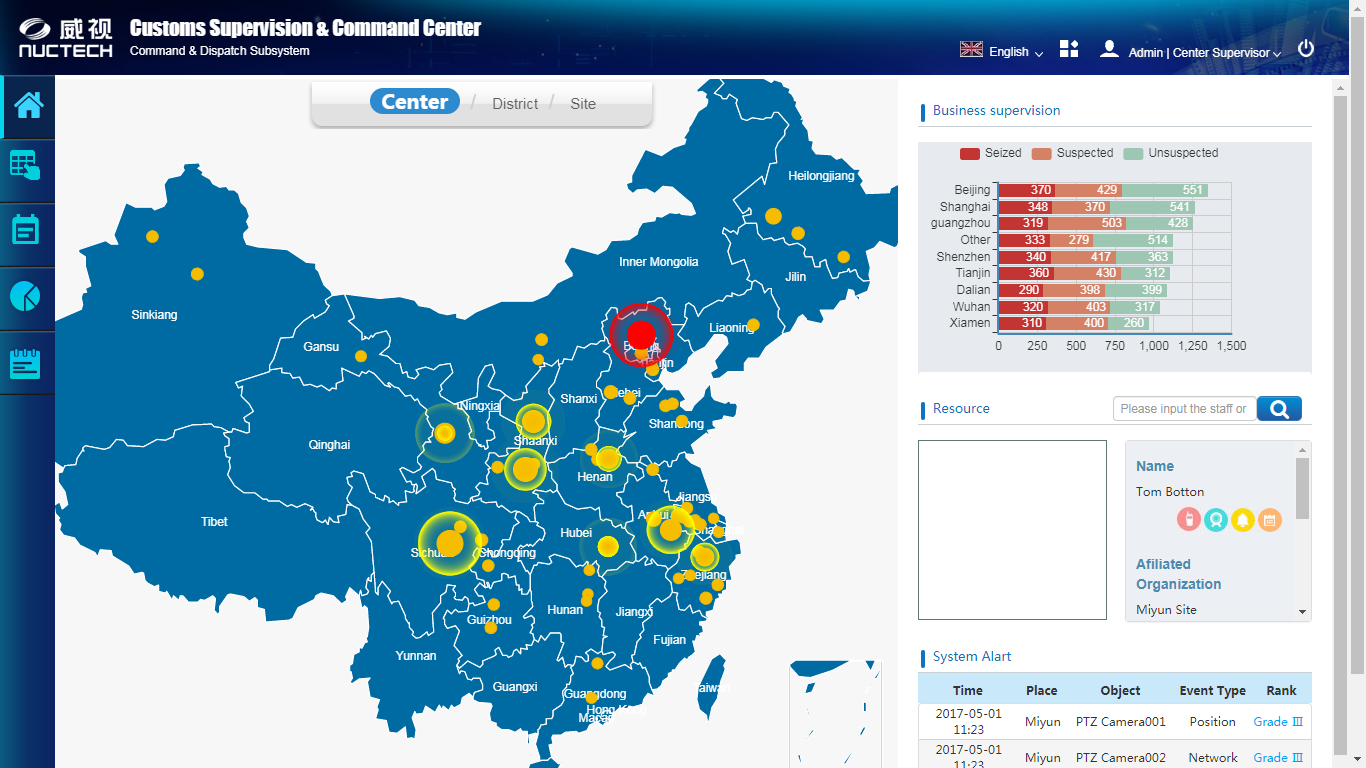 威视
NUCTECH
Customs Supervision & Command Center
Command & Dispatch Subsystem
English
Admin | Center Supervisor
Center / District / Site
Heilongjiang
Inner Mongolia
Jilin
Sinkiang
Liaoning
Gansu
Shanxi
Ningxia
Shandong
Qinghai
Shaanxi
Henan
Tibet
Hubei
Sichuan
Chongqing
Zhejiang
Hunan
Jiangxi
Guizhou
Fujian
Yunnan
Guangxi
Guangdong
Taiwan
Hong Kong
Macao
Business supervision
Seized Suspected Unsuspected
Beijing 370 429 551
Shanghai 348 370 541
guangzhou 319 503 428
Other 333 279 514
Shenzhen 340 417 363
Tianjin 360 430 312
Dalian 290 398 399
Wuhan 320 403 317
Xiamen 310 400 260
0 250 500 750 1,000 1,250 1,500
Resource
Please input the staff or
Name
Tom Botton
Afiliated
Organization
Miyun Site
System Alart
Time Place Object Event Type Rank
2017-05-01
11:23 Miyun PTZ Camera001 Position Grade Ⅲ
2017-05-01
11:23 Miyun PTZ Camera002 Network Grade Ⅲ